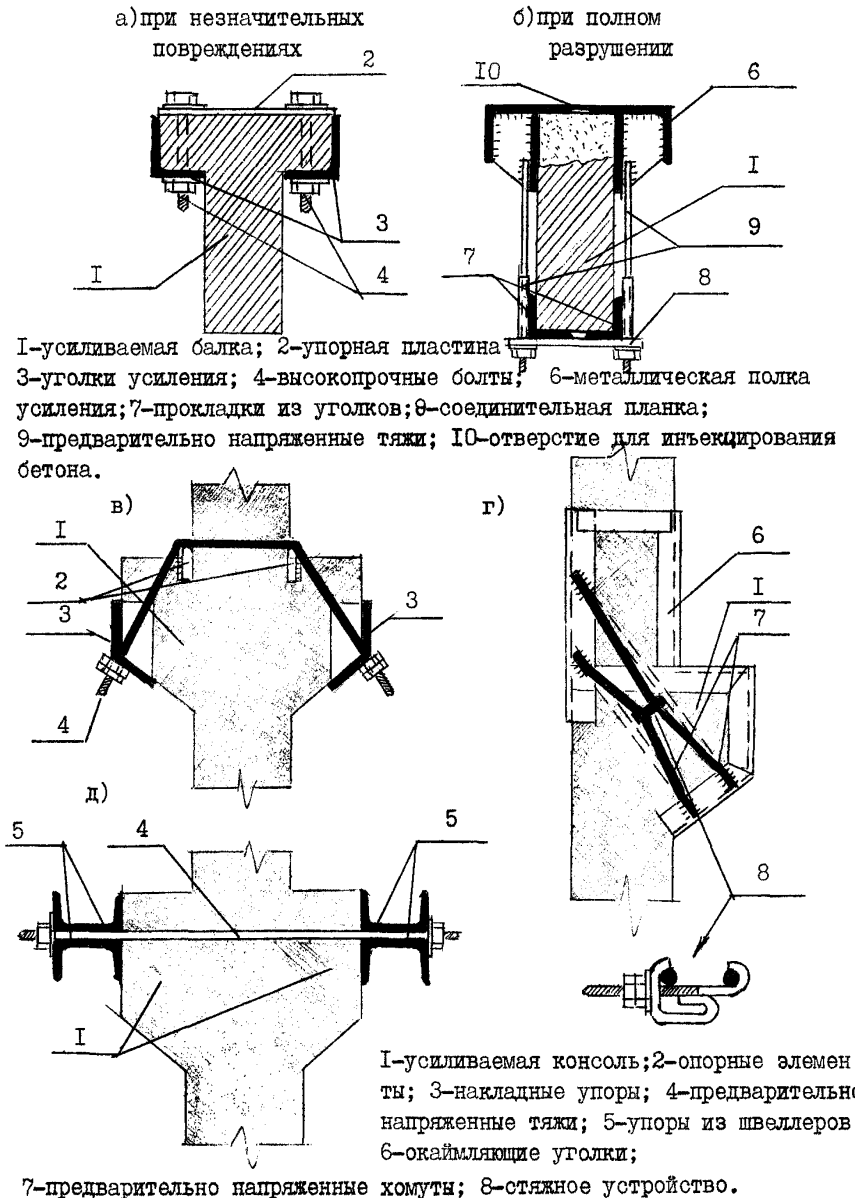 а)при незначительных
повреждениях
б)при полном
разрушении
2
10
6
I
3
9
4
I
7
8
I-усиливаемая балка; 2-упорная пластина
3-уголки усиления; 4-высокопрочные болты; 6-металлическая полка
усиления;7-прокладки из уголков;8-соединительная планка;
9-предварительно напряженные тяжи; I0-отверстие для инъекцирования
бетона.
в)
г)
I
2
3
3
4
6
I
7
8
д)
5
4
5
I
I-усиливаемая консоль;2-опорные элемен
ты; 3-накладные упоры; 4-предварительно
напряженные тяжи; 5-упоры из швеллеров
6-окаймляющие уголки;
7-предварительно напряженные хомуты; 8-стяжное устройство.